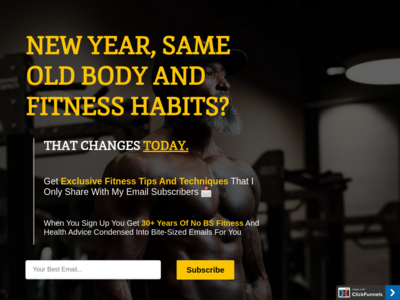 NEW YEAR, SAME
OLD BODY AND
FITNESS HABITS?
THAT CHANGES TODAY.
Get Exclusive Fitness Tips And Techniques That I
Only Share With My Email Subscribers 📩
When You Sign Up You Get 30+ Years Of No BS Fitness And
Health Advice Condensed Into Bite-Sized Emails For You
Your Best Email...
Subscribe
ClickFunnels